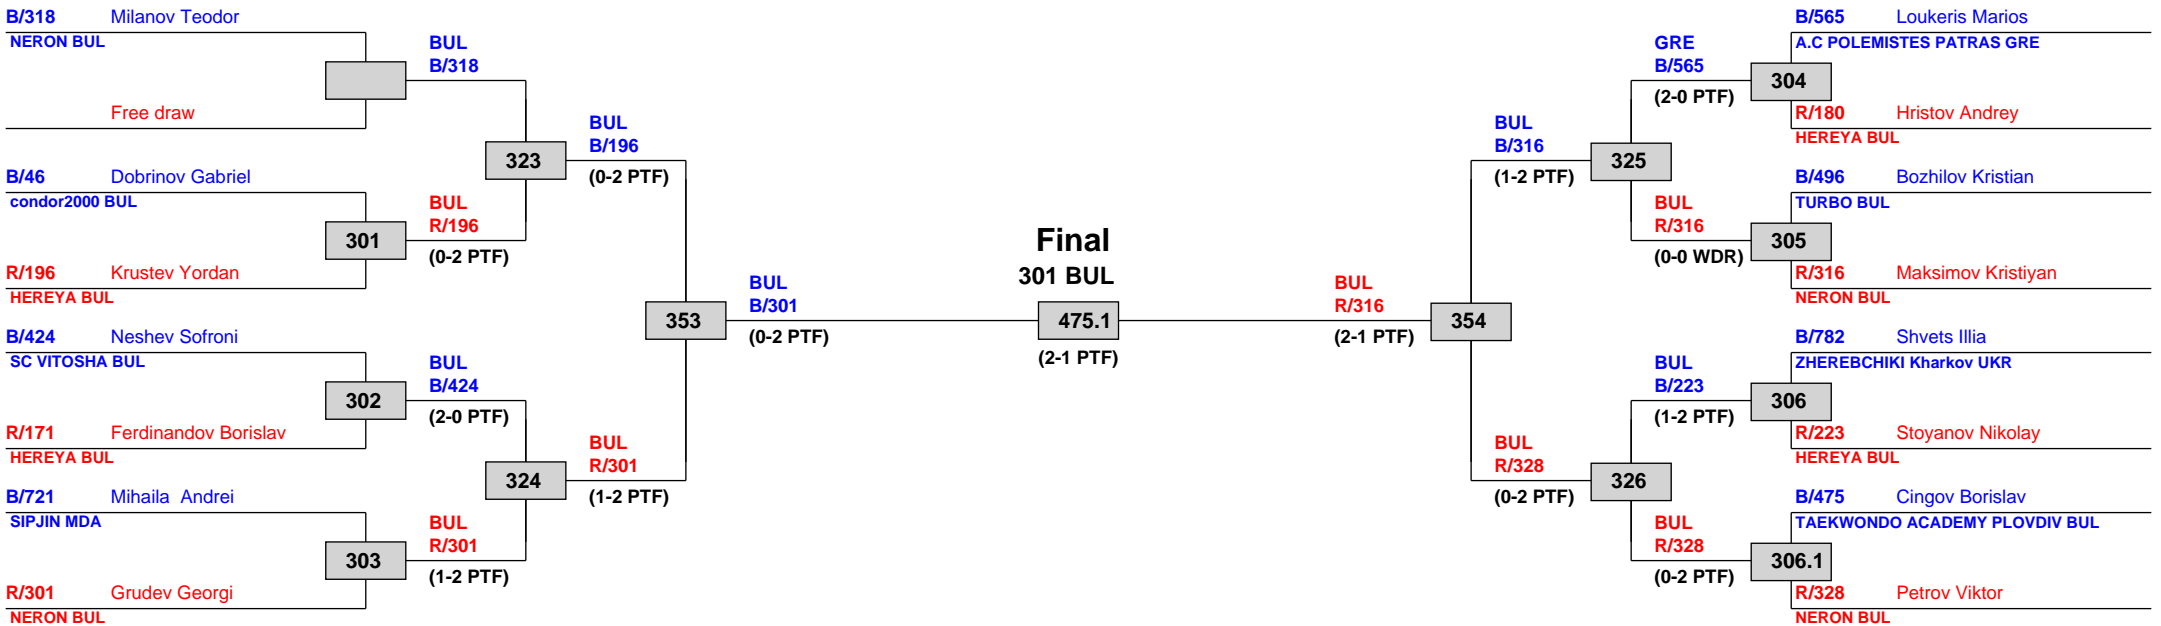 B/318 Milanov Teodor
NERON BUL
Free draw
BUL
B/318
B/46 Dobrinov Gabriel
condor2000 BUL
301
R/196 Krustev Yordan
HEREYA BUL
BUL
R/196
(0-2 PTF)
323
BUL
B/196
(0-2 PTF)
B/424 Neshev Sofroni
SC VITOSHA BUL
302
R/171 Ferdinandov Borislav
HEREYA BUL
BUL
B/424
(2-0 PTF)
B/721 Mihaila  Andrei
SIPJIN MDA
303
R/301 Grudev Georgi
NERON BUL
BUL
R/301
(1-2 PTF)
324
BUL
R/301
(1-2 PTF)
353
BUL
B/301
(0-2 PTF)
Final
301 BUL
475.1
(2-1 PTF)
BUL
R/316
(2-1 PTF)
354
BUL
B/316
(1-2 PTF)
325
GRE
B/565
(2-0 PTF)
304
B/565 Loukeris Marios
A.C POLEMISTES PATRAS GRE
R/180 Hristov Andrey
HEREYA BUL
BUL
R/316
(0-0 WDR)
305
B/496 Bozhilov Kristian
TURBO BUL
R/316 Maksimov Kristiyan
NERON BUL
BUL
R/328
(0-2 PTF)
326
BUL
B/223
(1-2 PTF)
306
B/782 Shvets Illia
ZHEREBCHIKI Kharkov UKR
R/223 Stoyanov Nikolay
HEREYA BUL
BUL
R/328
(0-2 PTF)
306.1
B/475 Cingov Borislav
TAEKWONDO ACADEMY PLOVDIV BUL
R/328 Petrov Viktor
NERON BUL